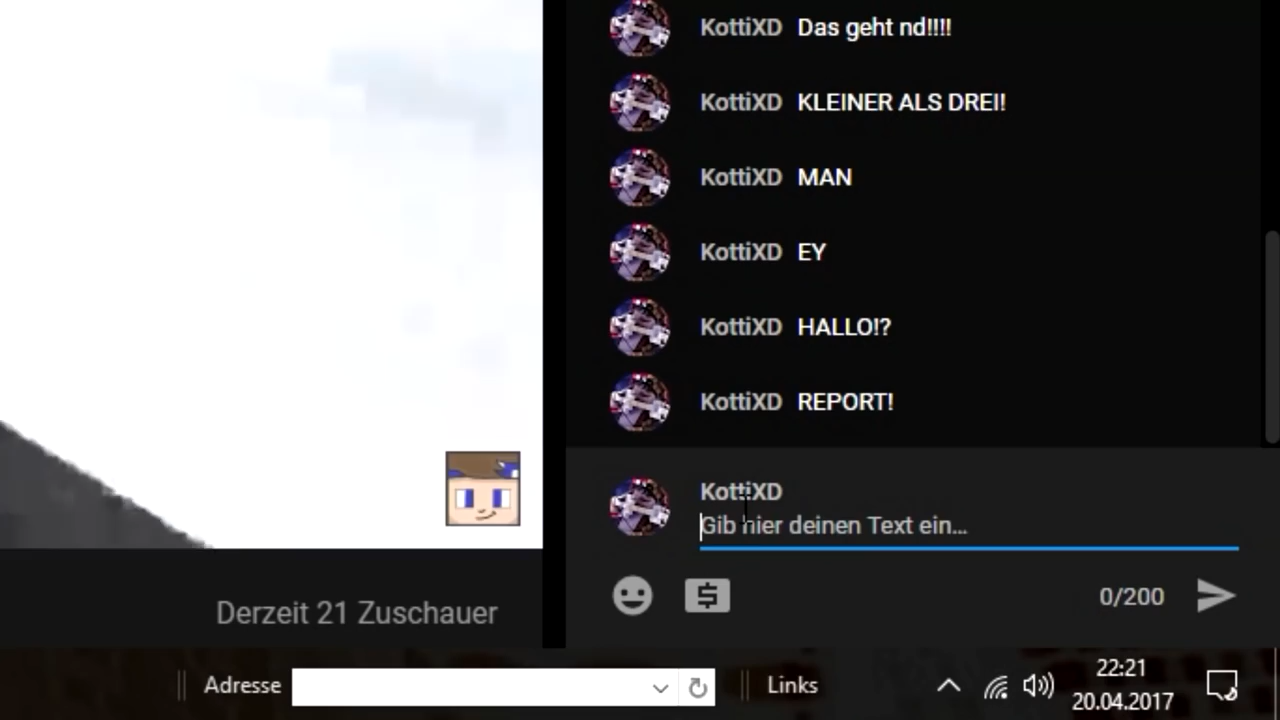 KottiXD Das geht nd!!!!
KottiXD KLEINER ALS DREI!
KottiXD MAN
KottiXD EY
KottiXD HALLO!?
KottiXD REPORT!
KottiXD
Gib hier deinen Text ein...
0/200
Derzeit 21 Zuschauer
Adresse
Links
22:21
20.04.2017